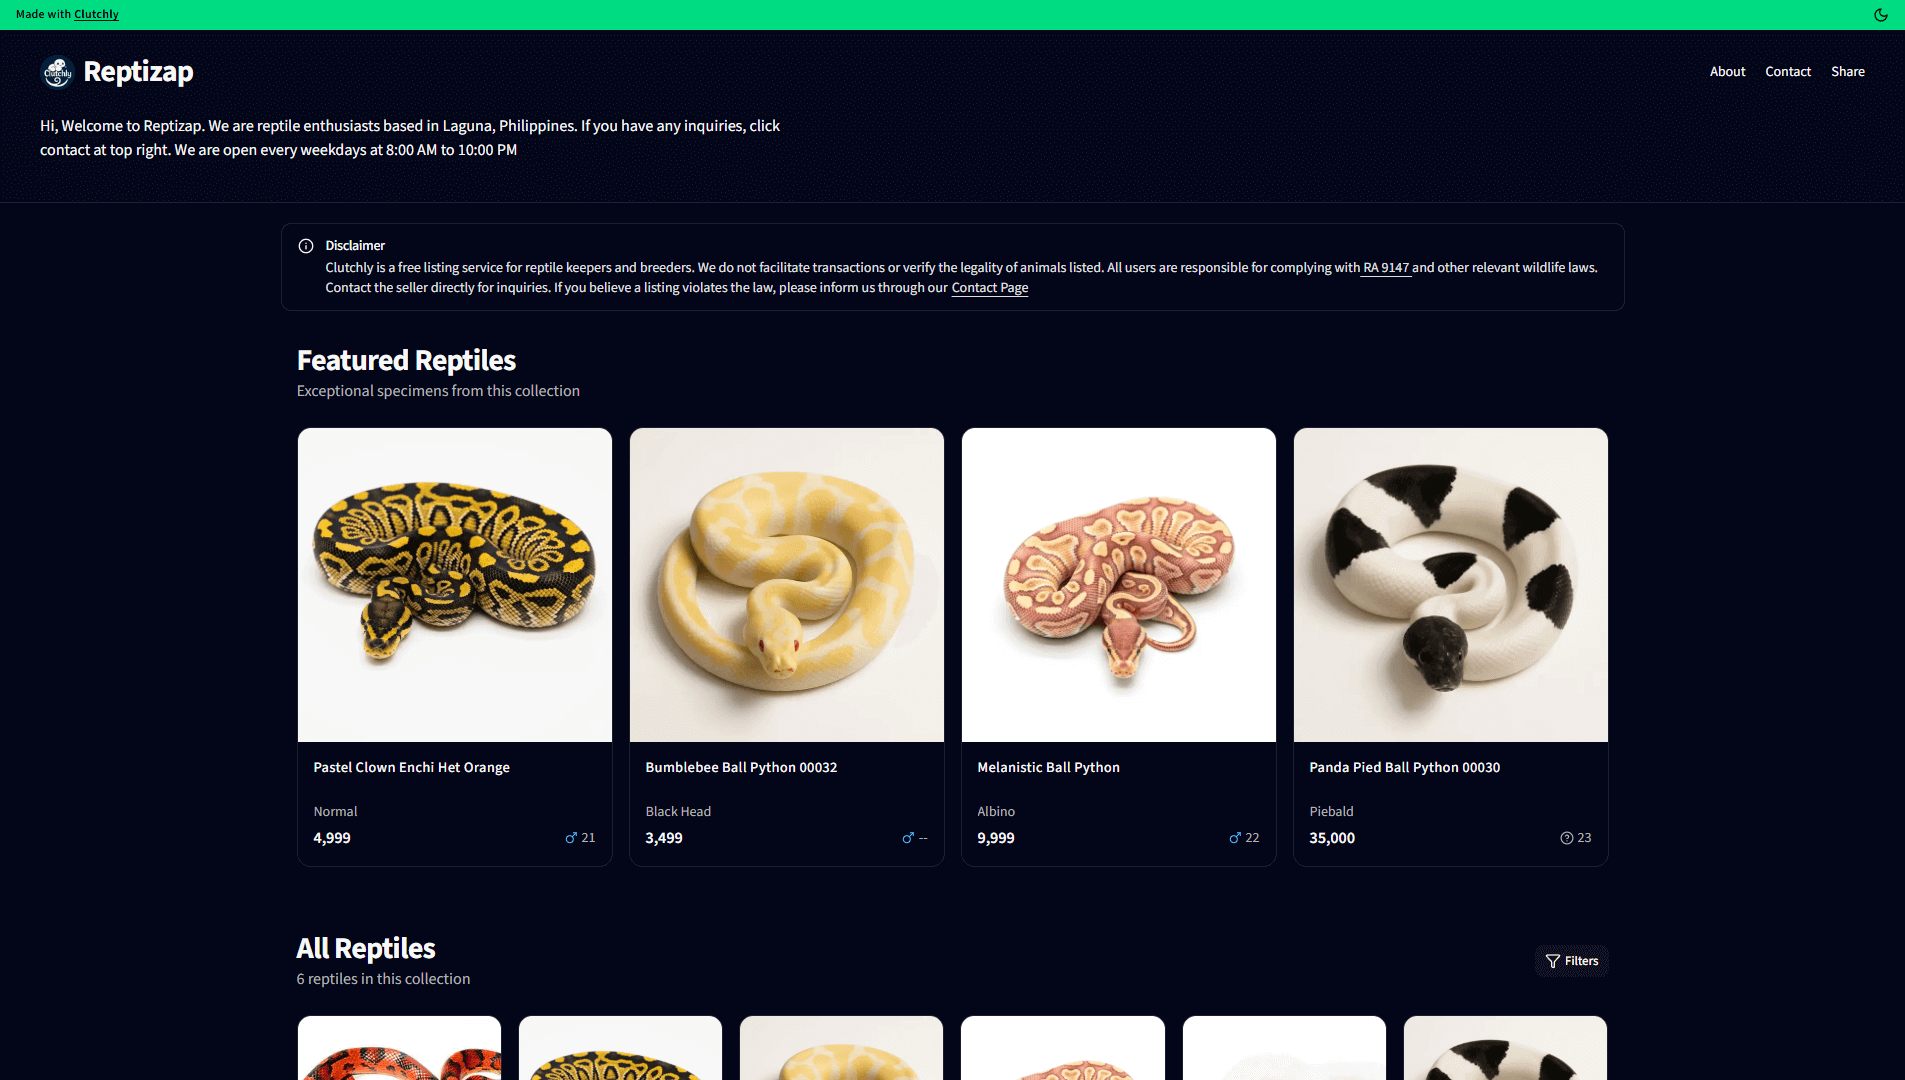 Made with Clutchly
Clutchly
Reptizap
About
Contact
Share
Hi, Welcome to Reptizap. We are reptile enthusiasts based in Laguna, Philippines. If you have any inquiries, click
contact at top right. We are open every weekdays at 8:00 AM to 10:00 PM
Disclaimer
Clutchly is a free listing service for reptile keepers and breeders. We do not facilitate transactions or verify the legality of animals listed. All users are responsible for complying with RA 9147 and other relevant wildlife laws.
Contact the seller directly for inquiries. If you believe a listing violates the law, please inform us through our Contact Page
Featured Reptiles
Exceptional specimens from this collection
Pastel Clown Enchi Het Orange
Normal
4,999
♂ 21
Bumblebee Ball Python 00032
Black Head
3,499
♂ --
Melanistic Ball Python
Albino
9,999
♂ 22
Panda Pied Ball Python 00030
Piebald
35,000
? 23
All Reptiles
6 reptiles in this collection
Filters